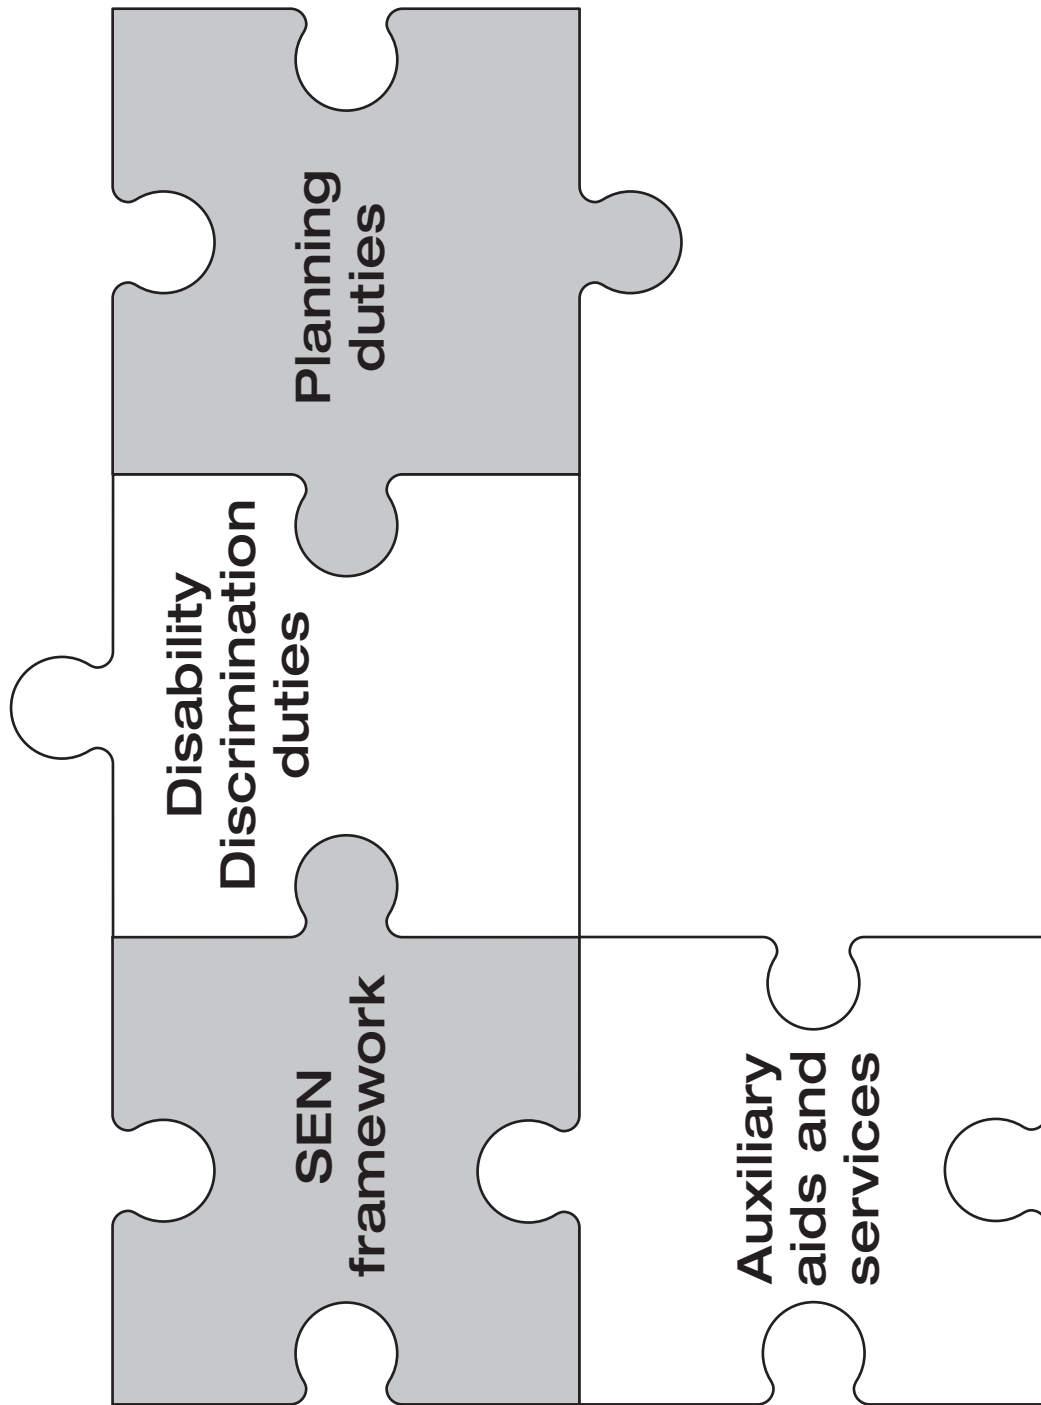 SEN
framework
Disability
Discrimination
duties
Planning
duties
Auxiliary
aids and
services